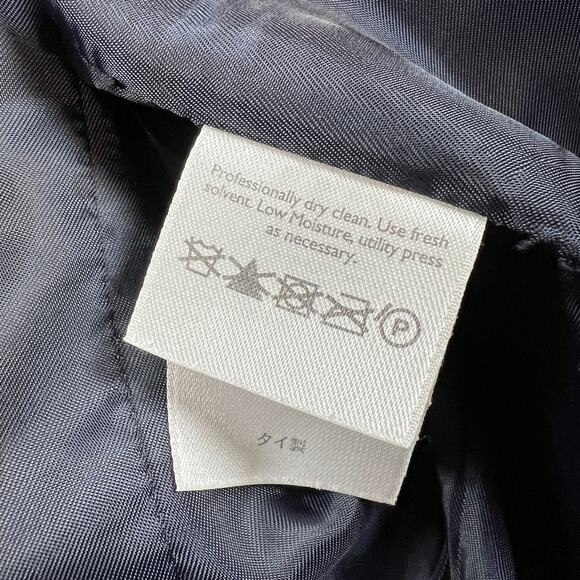 Professionally dry clean. Use fresh
solvent. Low Moisture, utility press
as necessary.
P
タイ製